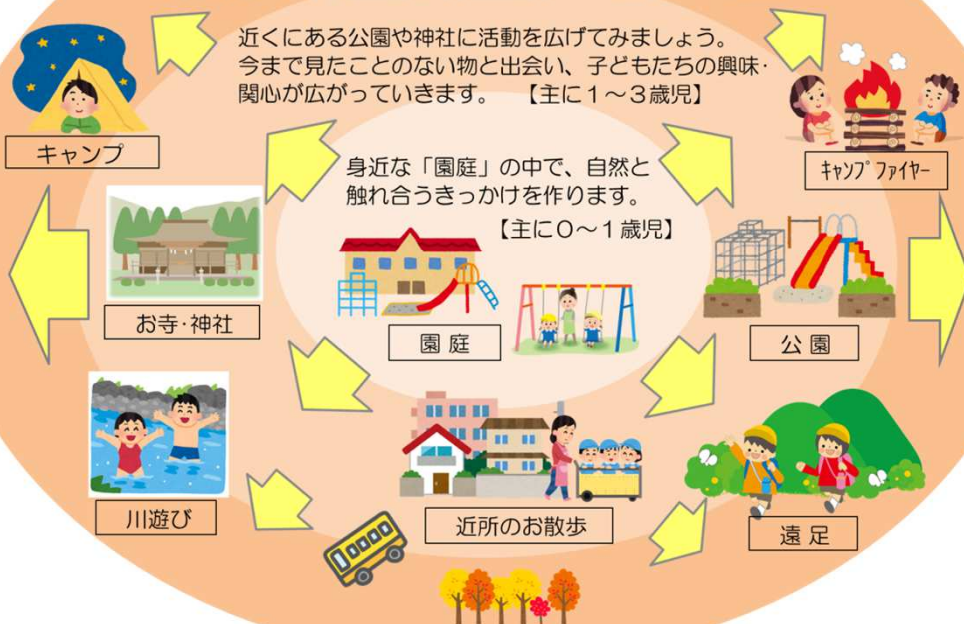 近くにある公園や神社に活動を広げてみましょう。
今まで見たことのない物と出会い、子どもたちの興味・
関心が広がっていきます。 【主に1～3歳児】
キャンプ
キャンプファイヤー
身近な「園庭」の中で、自然と
触れ合うきっかけを作ります。
【主に0～1歳児】
お寺・神社
園庭
公園
川遊び
近所のお散歩
遠足